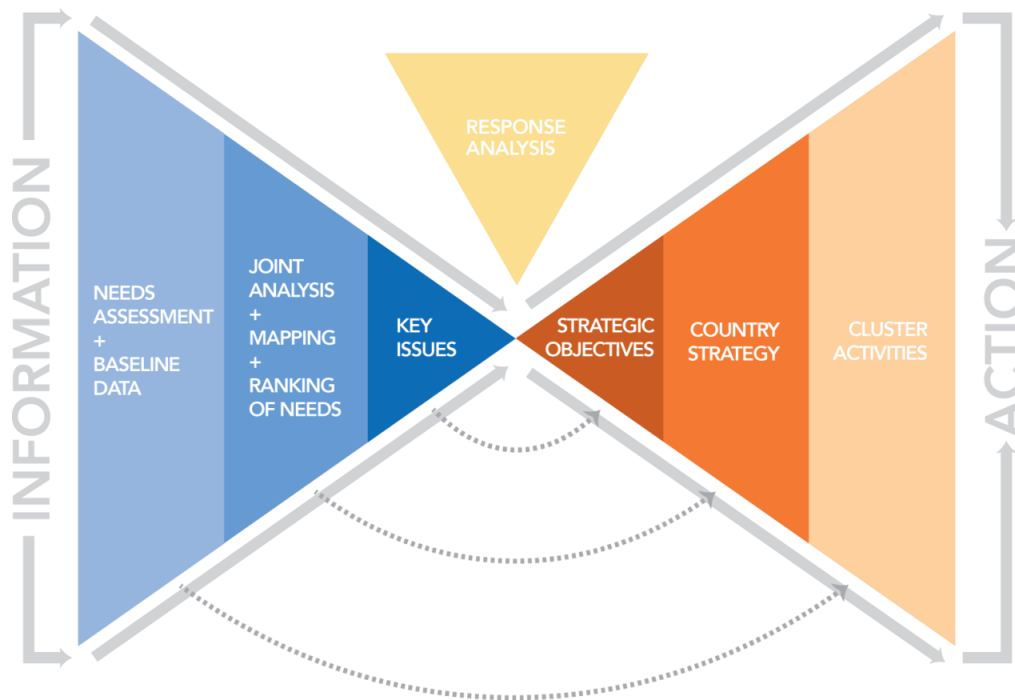 INFORMATION
NEEDS
ASSESSMENT
+
BASELINE
DATA
JOINT
ANALYSIS
+
MAPPING
+
RANKING
OF NEEDS
KEY
ISSUES
RESPONSE
ANALYSIS
STRATEGIC
OBJECTIVES
COUNTRY
STRATEGY
CLUSTER
ACTIVITIES
ACTION